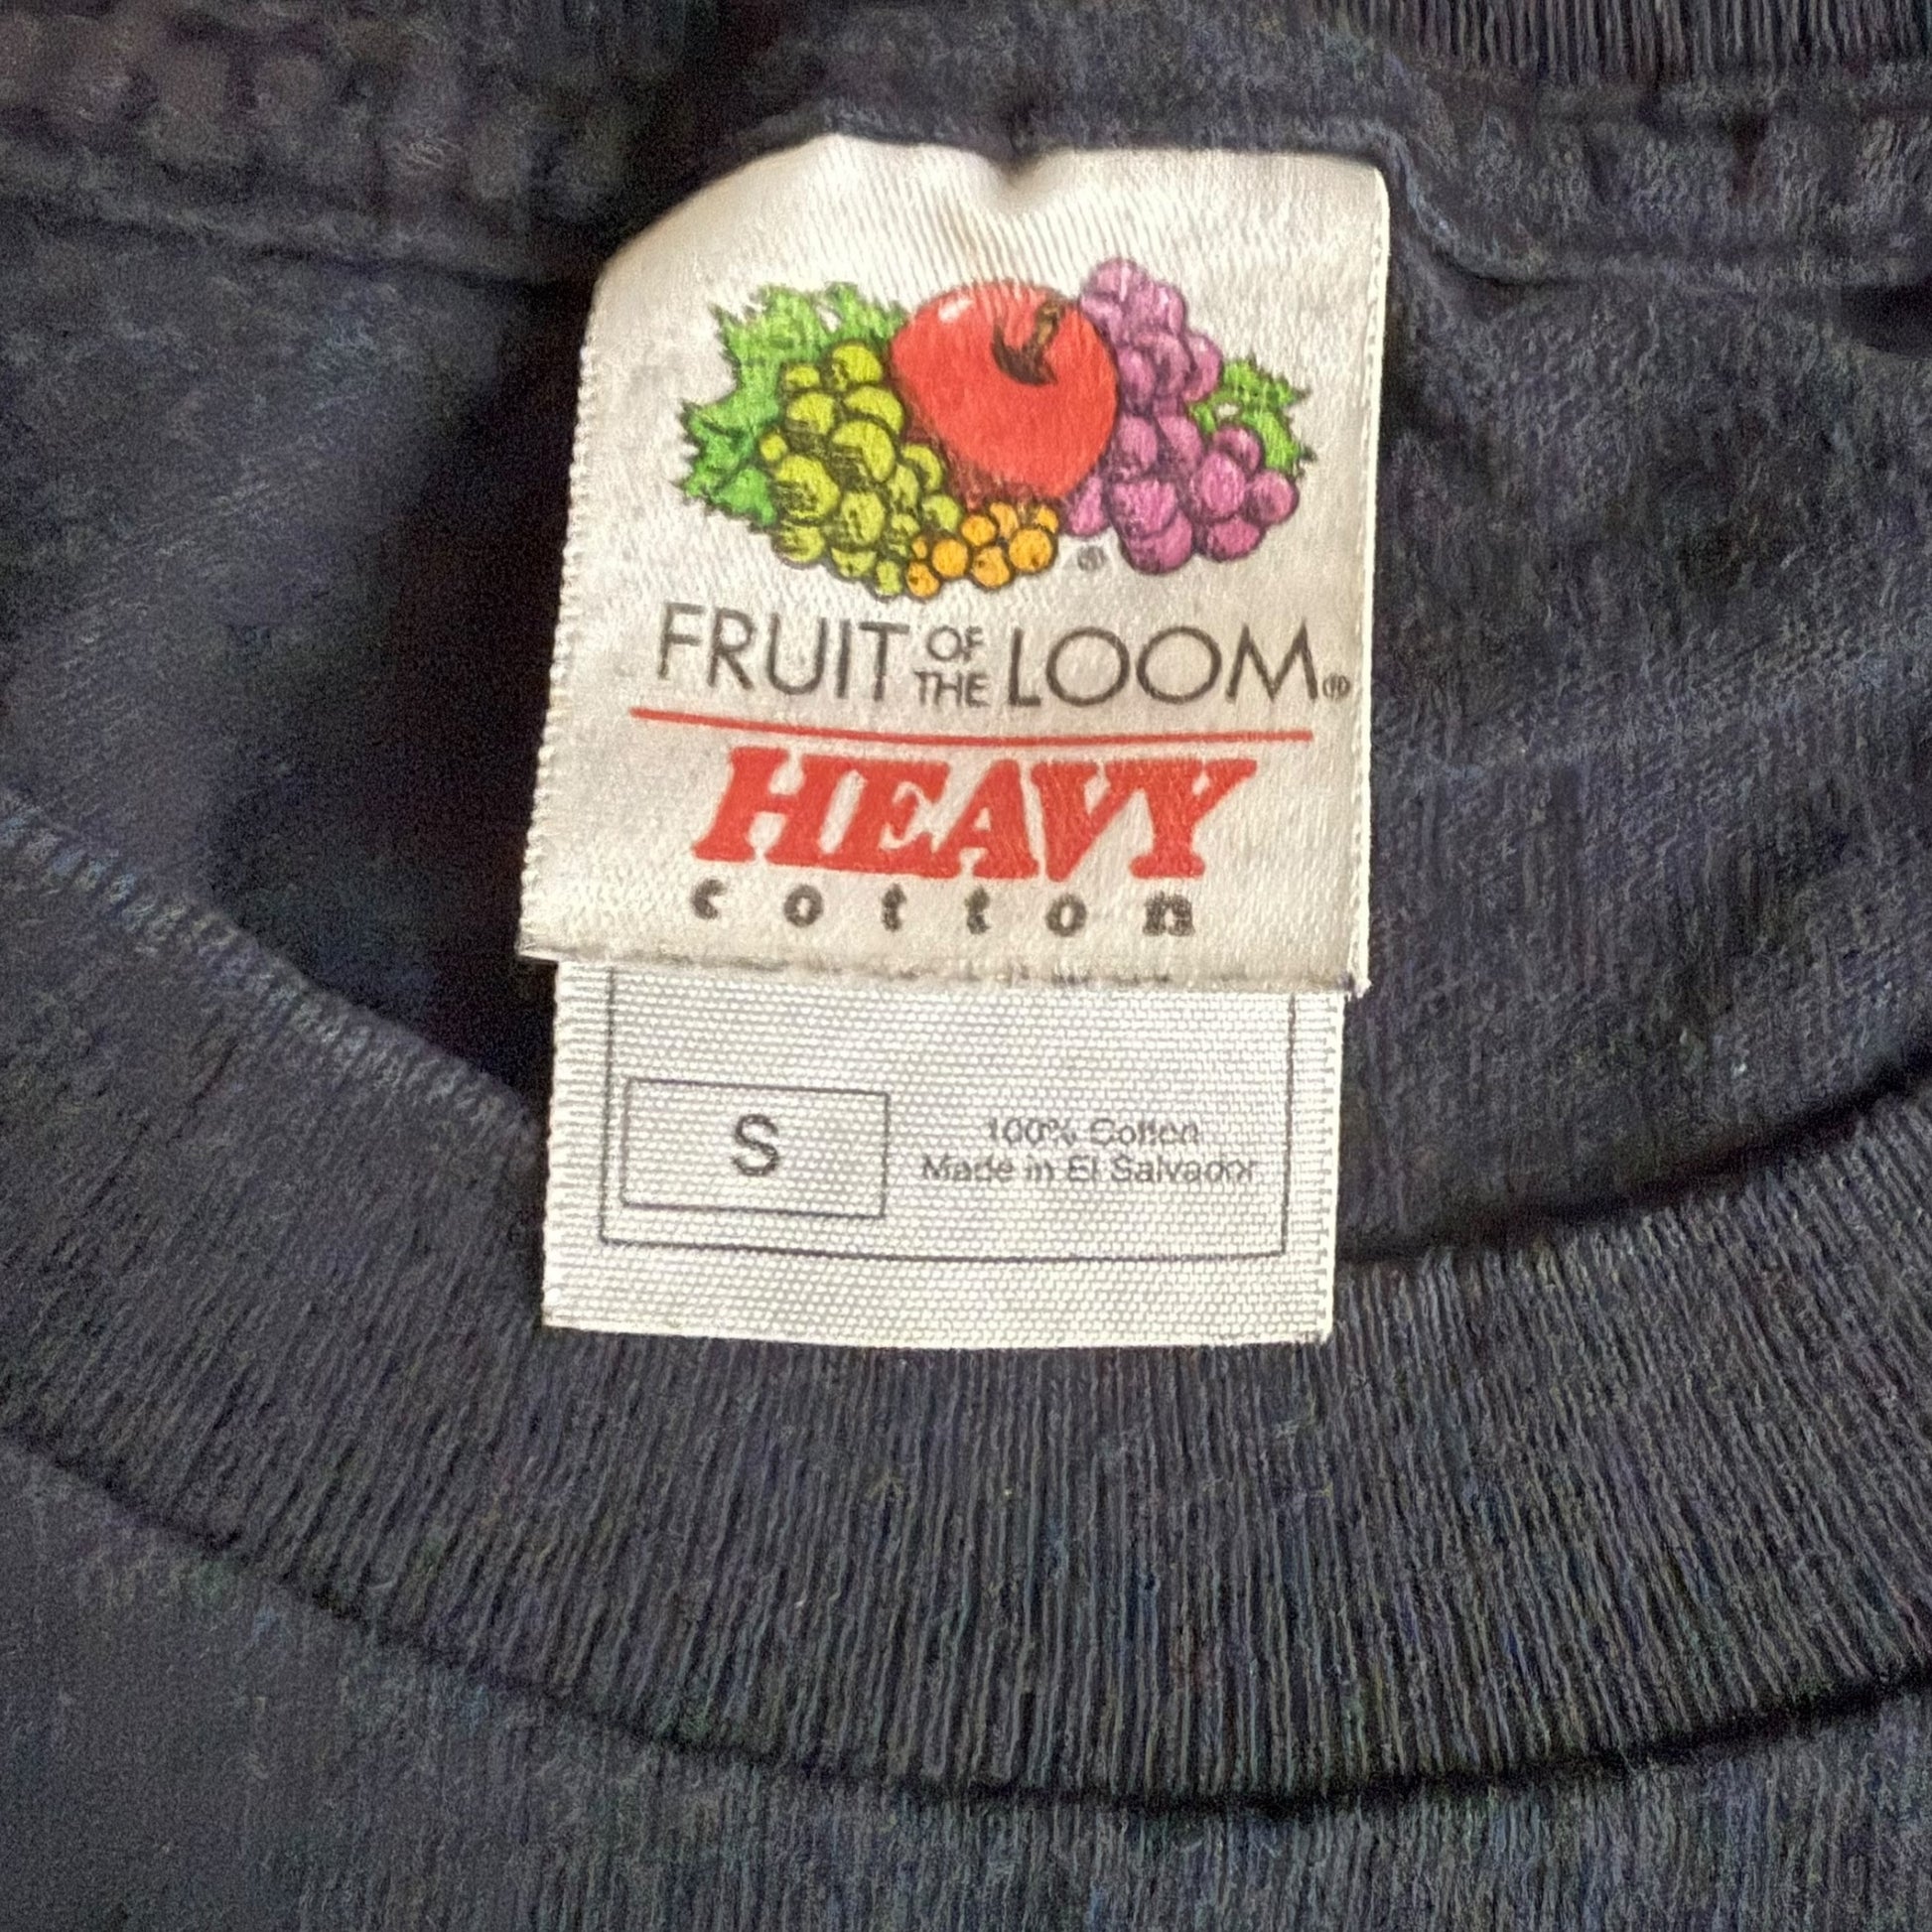 ®
FRUIT OF THE LOOM®
HEAVY
cotton
S
100% Cotton
Made in El Salvador